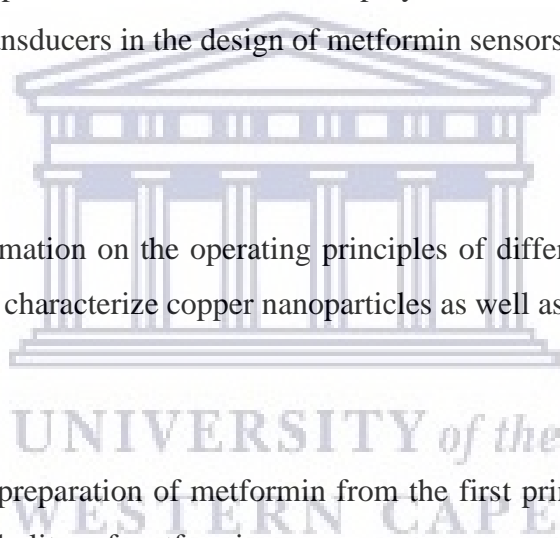 nsducers in the design of metformin sensors
mation on the operating principles of differ
characterize copper nanoparticles as well as
UNIVERSITY of the
preparation of metformin from the first prin
WESTERN CAPE